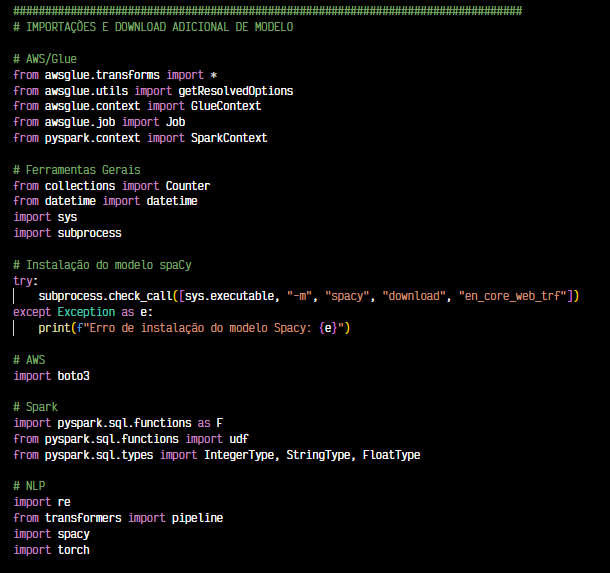 ################################################################################
# IMPORTAÇÕES E DOWNLOAD ADICIONAL DE MODELO
# AWS/Glue
from awsglue.transforms import *
from awsglue.utils import getResolvedOptions
from awsglue.context import GlueContext
from awsglue.job import Job
from pyspark.context import SparkContext
# Ferramentas Gerais
from collections import Counter
from datetime import datetime
import sys
import subprocess
# Instalação do modelo spaCy
try:
    subprocess.check_call([sys.executable, "-m", "spacy", "download", "en_core_web_trf"])
except Exception as e:
    print(f"Erro de instalação do modelo Spacy: {e}")
# AWS
import boto3
# Spark
import pyspark.sql.functions as F
from pyspark.sql.functions import udf
from pyspark.sql.types import IntegerType, StringType, FloatType
# NLP
import re
from transformers import pipeline
import spacy
import torch